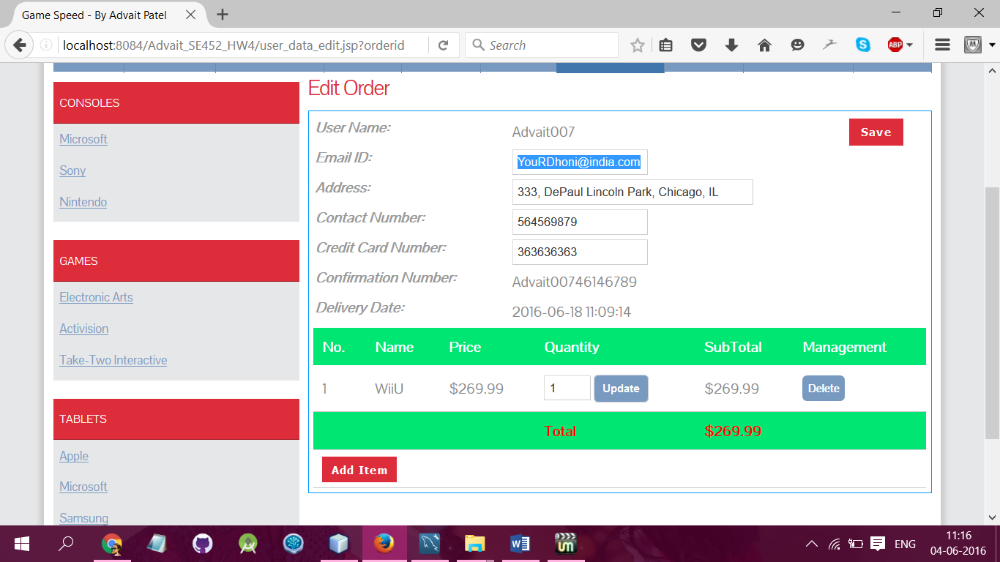 Game Speed - By Advait Patel
localhost:8084/Advait_SE452_HW4/user_data_edit.jsp?orderid
Search
ABP
CONSOLES
Microsoft
Sony
Nintendo
GAMES
Electronic Arts
Activision
Take-Two Interactive
TABLETS
Apple
Microsoft
Samsung
Edit Order
User Name: Advait007 Save
Email ID: YouRDhoni@india.com
Address: 333, DePaul Lincoln Park, Chicago, IL
Contact Number: 564569879
Credit Card Number: 363636363
Confirmation Number: Advait00746146789
Delivery Date: 2016-06-18 11:09:14
No. Name Price Quantity SubTotal Management
1 WiiU $269.99 1 Update $269.99 Delete
Total $269.99
Add Item
ENG
11:16
04-06-2016